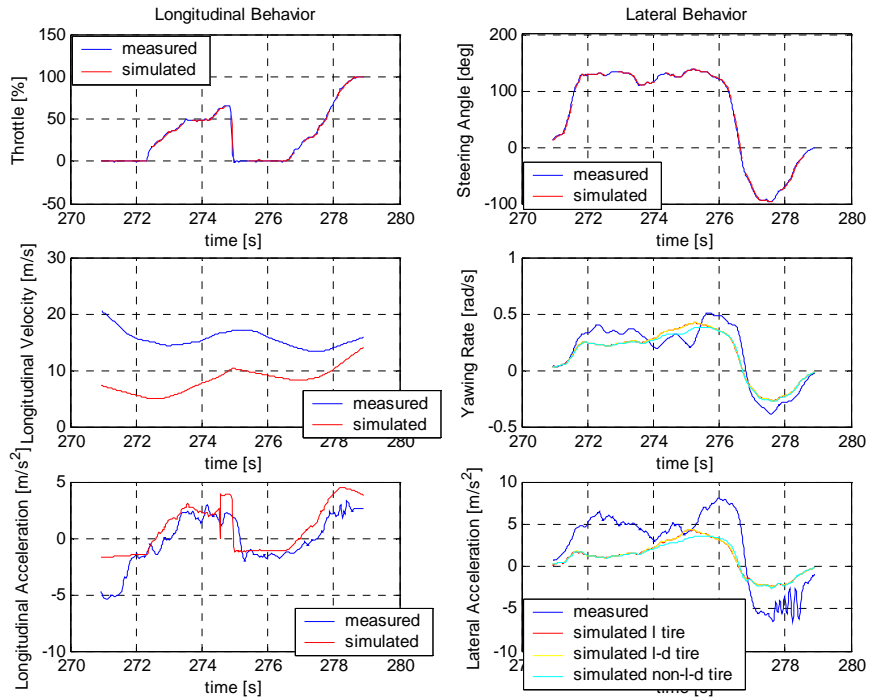 Longitudinal Behavior
150
100
50
0
-50
Throttle [%]
measured
simulated
270 272 274 276 278 280
time [s]
Lateral Behavior
200
100
0
-100
Steering Angle [deg]
measured
simulated
270 272 274 276 278 280
time [s]
30
20
10
0
Longitudinal Velocity [m/s]
measured
simulated
270 272 274 276 278 280
time [s]
1
0.5
0
-0.5
Yawing Rate [rad/s]
270 272 274 276 278 280
time [s]
5
0
-5
-10
Longitudinal Acceleration [m/s²]
measured
simulated
270 272 274 276 278 280
time [s]
10
5
0
-5
-10
Lateral Acceleration [m/s²]
measured
simulated l tire
simulated l-d tire
simulated non-l-d tire
270 272 274 276 278 280
time [s]